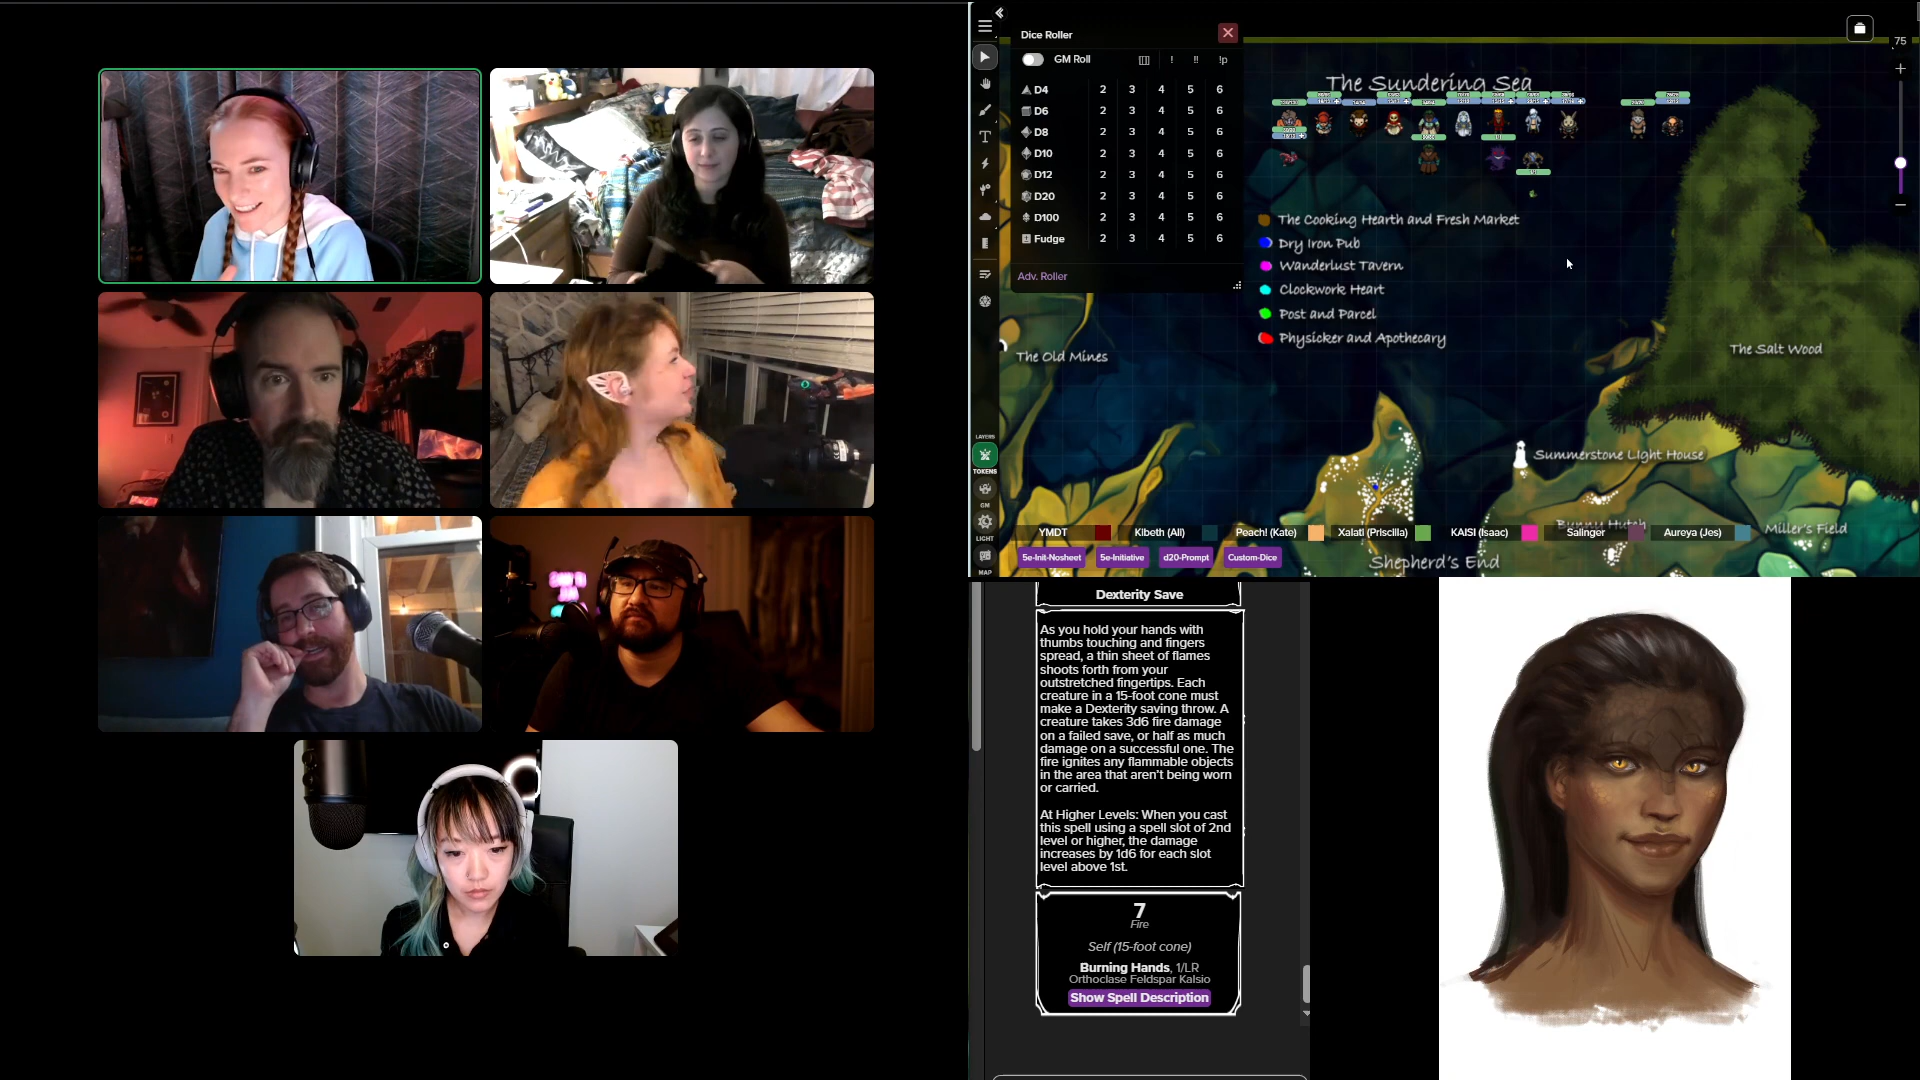 Dice Roller
GM Roll
! !! !p
D4 2 3 4 5 6
D6 2 3 4 5 6
D8 2 3 4 5 6
D10 2 3 4 5 6
D12 2 3 4 5 6
D20 2 3 4 5 6
D100 2 3 4 5 6
Fudge 2 3 4 5 6
Adv. Roller
75
The Sundering Sea
The Cooking Hearth and Fresh Market
Dry Iron Pub
Wanderlust Tavern
Clockwork Heart
Post and Parcel
Physicker and Apothecary
The Old Mines
The Salt Wood
Summerstone Light House
Bunny Hutch
Miller's Field
Shepherd's End
LAYERS
TOKENS
GM
LIGHT
MAP
YMDT
Kibeth (Ali)
Peach! (Kate)
Xalati (Priscilla)
KAISI (Isaac)
Salinger
Aureya (Jes)
5e-Init-Nosheet
5e-Initiative
d20-Prompt
Custom-Dice
Dexterity Save
As you hold your hands with
thumbs touching and fingers
spread, a thin sheet of flames
shoots forth from your
outstretched fingertips. Each
creature in a 15-foot cone must
make a Dexterity saving throw. A
creature takes 3d6 fire damage
on a failed save, or half as much
damage on a successful one. The
fire ignites any flammable objects
in the area that aren't being worn
or carried.
At Higher Levels: When you cast
this spell using a spell slot of 2nd
level or higher, the damage
increases by 1d6 for each slot
level above 1st.
7
Fire
Self (15-foot cone)
Burning Hands, 1/LR
Orthoclase Feldspar Kalsio
Show Spell Description